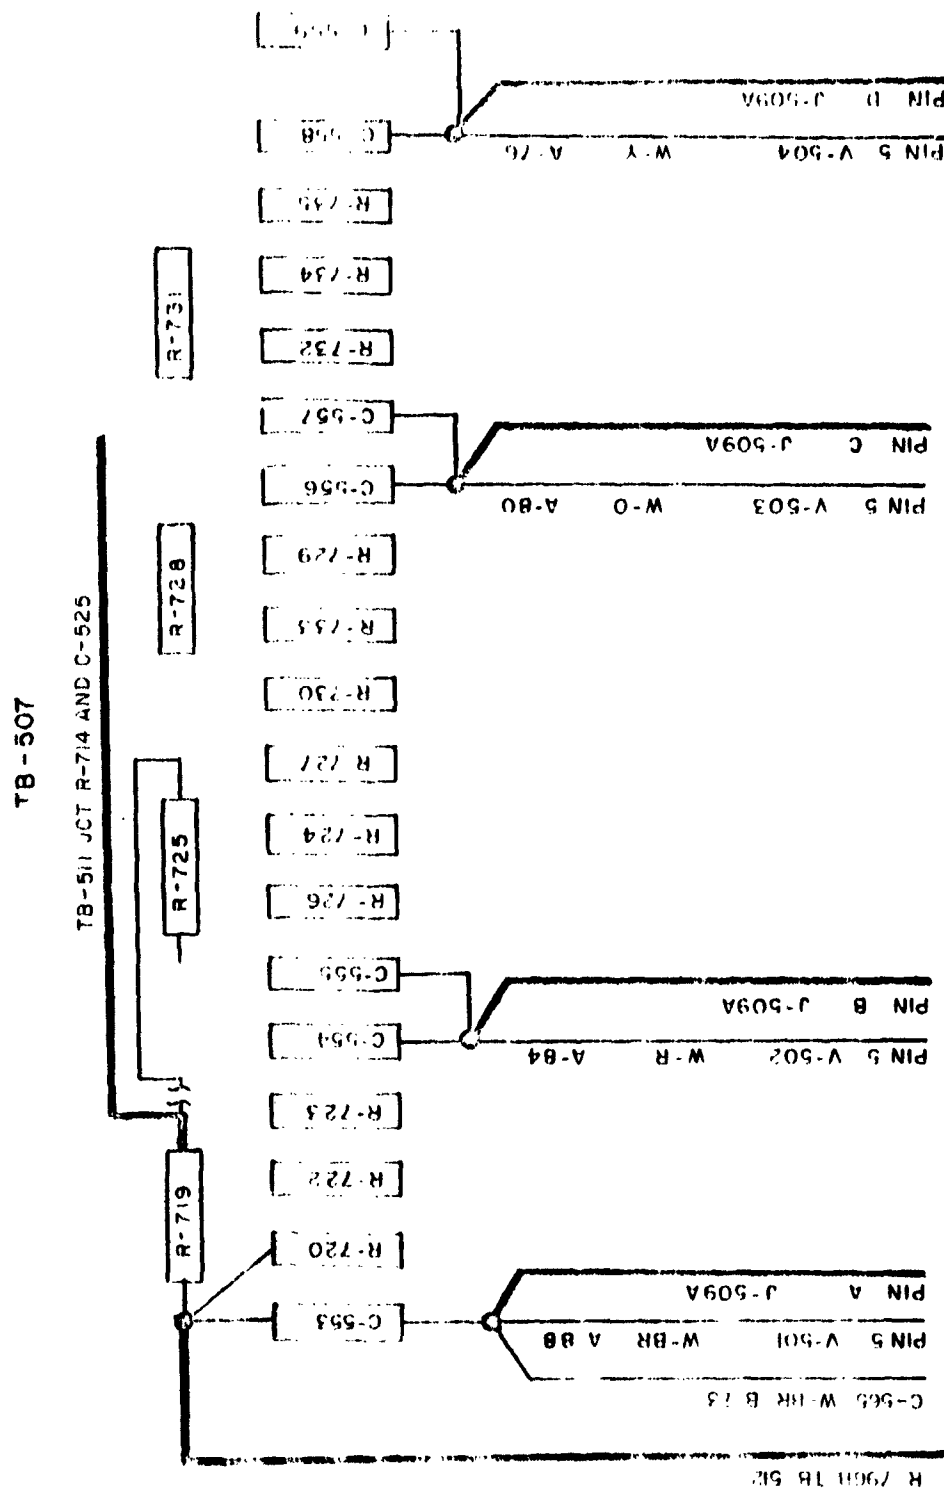 TB-507
TB-511 JCT R-714 AND C-525
R-731
R-728
R-725
R-719
C-559
C-558
R-735
R-734
R-732
C-557
C-556
R-729
R-733
R-730
R-727
R-724
R-726
C-555
C-554
R-723
R-722
R-720
C-553
PIN D J-509A
PIN 5 V-504 W-Y A-76
PIN C J-509A
PIN 5 V-503 W-O A-80
PIN B J-509A
PIN 5 V-502 W-R A-84
PIN A J-509A
PIN 5 V-501 W-BR A 88
C-565 W-BR B 73
TB 512